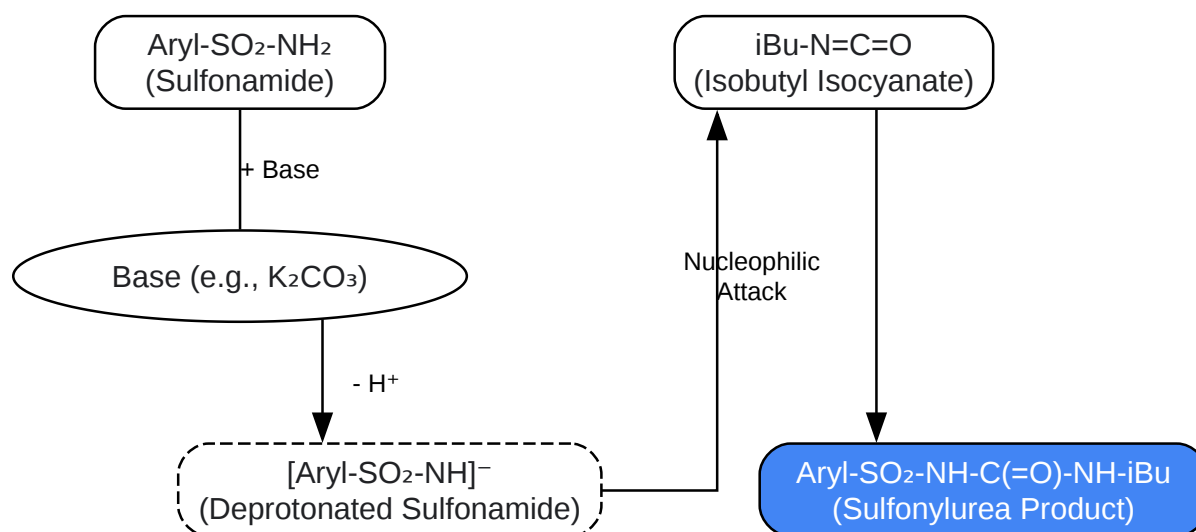 Aryl-SO₂-NH₂
(Sulfonamide)
iBu-N=C=O
(Isobutyl Isocyanate)
+ Base
Base (e.g., K₂CO₃)
Nucleophilic
Attack
- H⁺
[Aryl-SO₂-NH]⁻
(Deprotonated Sulfonamide)
Aryl-SO₂-NH-C(=O)-NH-iBu
(Sulfonylurea Product)